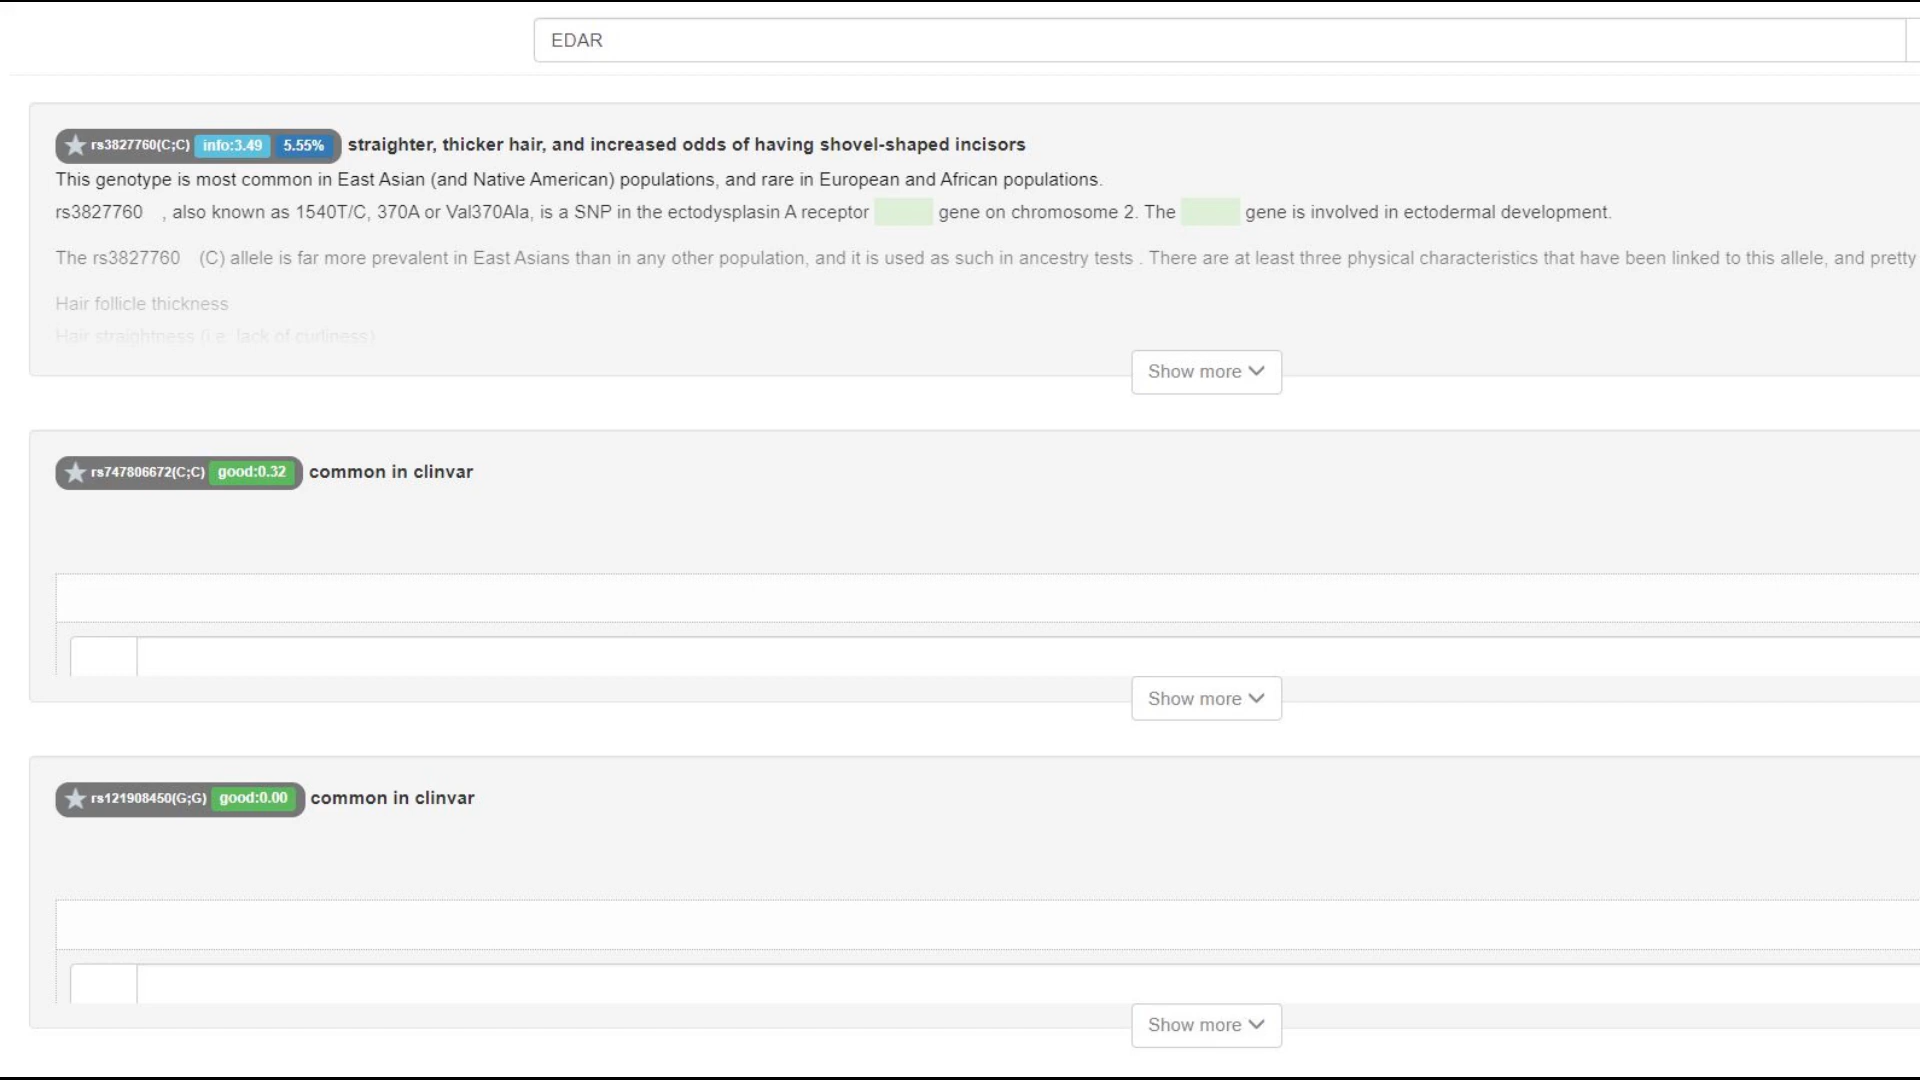 EDAR
rs3827760(C;C) info:3.49 5.55% straighter, thicker hair, and increased odds of having shovel-shaped incisors
This genotype is most common in East Asian (and Native American) populations, and rare in European and African populations.
rs3827760 , also known as 1540T/C, 370A or Val370Ala, is a SNP in the ectodysplasin A receptor gene on chromosome 2. The gene is involved in ectodermal development.
The rs3827760 (C) allele is far more prevalent in East Asians than in any other population, and it is used as such in ancestry tests . There are at least three physical characteristics that have been linked to this allele, and pretty
Hair follicle thickness
Hair straightness (i.e. lack of curliness)
Show more
rs747806672(C;C) good:0.32 common in clinvar
Show more
rs121908450(G;G) good:0.00 common in clinvar
Show more